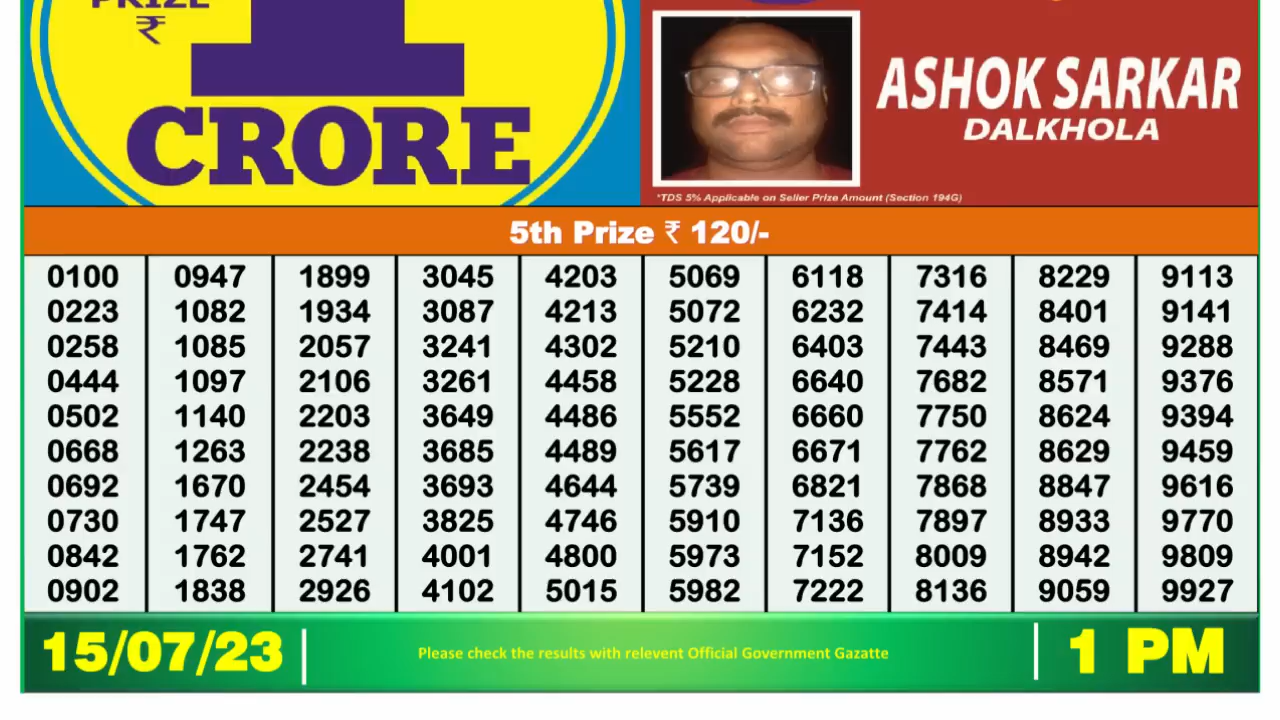 PRIZE
₹
1
CRORE
ASHOK SARKAR
DALKHOLA
*TDS 5% Applicable on Seller Prize Amount (Section 194G)
5th Prize ₹ 120/-
0100 0947 1899 3045 4203 5069 6118 7316 8229 9113
0223 1082 1934 3087 4213 5072 6232 7414 8401 9141
0258 1085 2057 3241 4302 5210 6403 7443 8469 9288
0444 1097 2106 3261 4458 5228 6640 7682 8571 9376
0502 1140 2203 3649 4486 5552 6660 7750 8624 9394
0668 1263 2238 3685 4489 5617 6671 7762 8629 9459
0692 1670 2454 3693 4644 5739 6821 7868 8847 9616
0730 1747 2527 3825 4746 5910 7136 7897 8933 9770
0842 1762 2741 4001 4800 5973 7152 8009 8942 9809
0902 1838 2926 4102 5015 5982 7222 8136 9059 9927
15/07/23
Please check the results with relevent Official Government Gazatte
1 PM